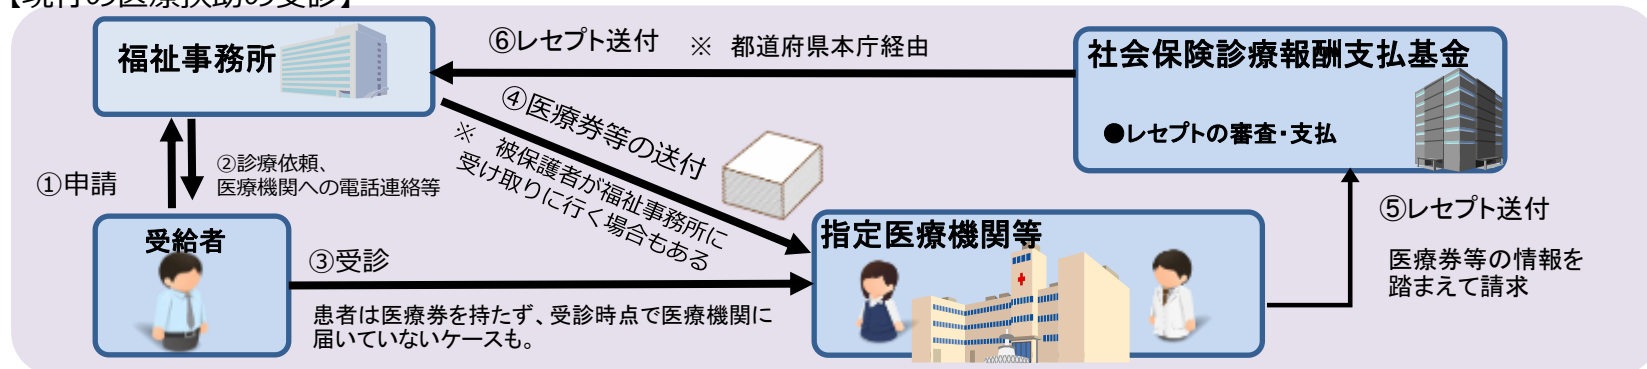 【現行の医療扶助の受診】
福祉事務所
⑥レセプト送付 ※ 都道府県本庁経由
社会保険診療報酬支払基金
●レセプトの審査・支払
④医療券等の送付
※ 被保護者が福祉事務所に
受け取りに行く場合もある
①申請
②診療依頼、
医療機関への電話連絡等
受給者
③受診
患者は医療券を持たず、受診時点で医療機関に
届いていないケースも。
指定医療機関等
⑤レセプト送付
医療券等の情報を
踏まえて請求